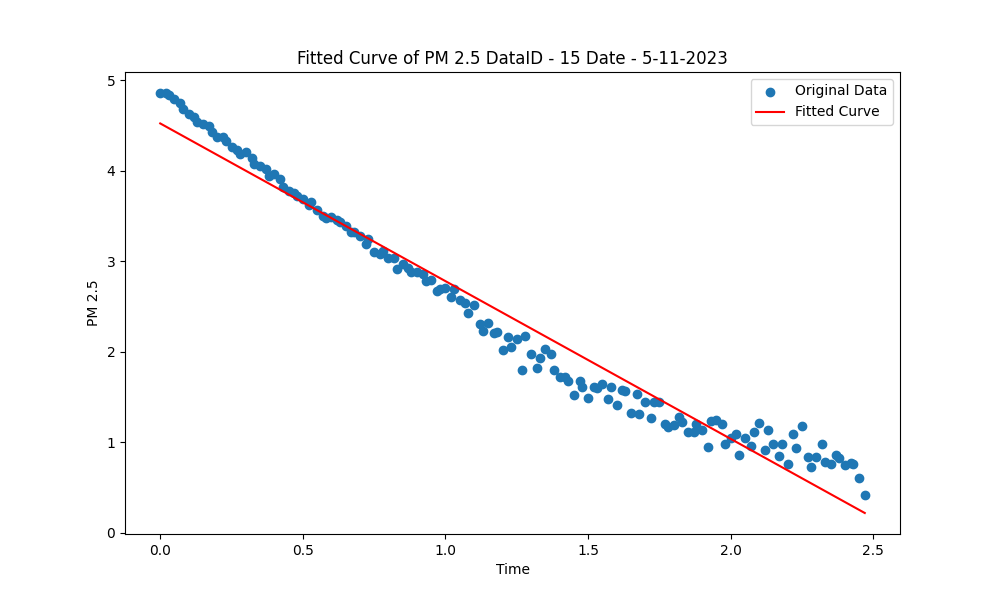 Fitted Curve of PM 2.5 DataID - 15 Date - 5-11-2023
Original Data
Fitted Curve
5
4
3
2
1
0
PM 2.5
0.0 0.5 1.0 1.5 2.0 2.5
Time